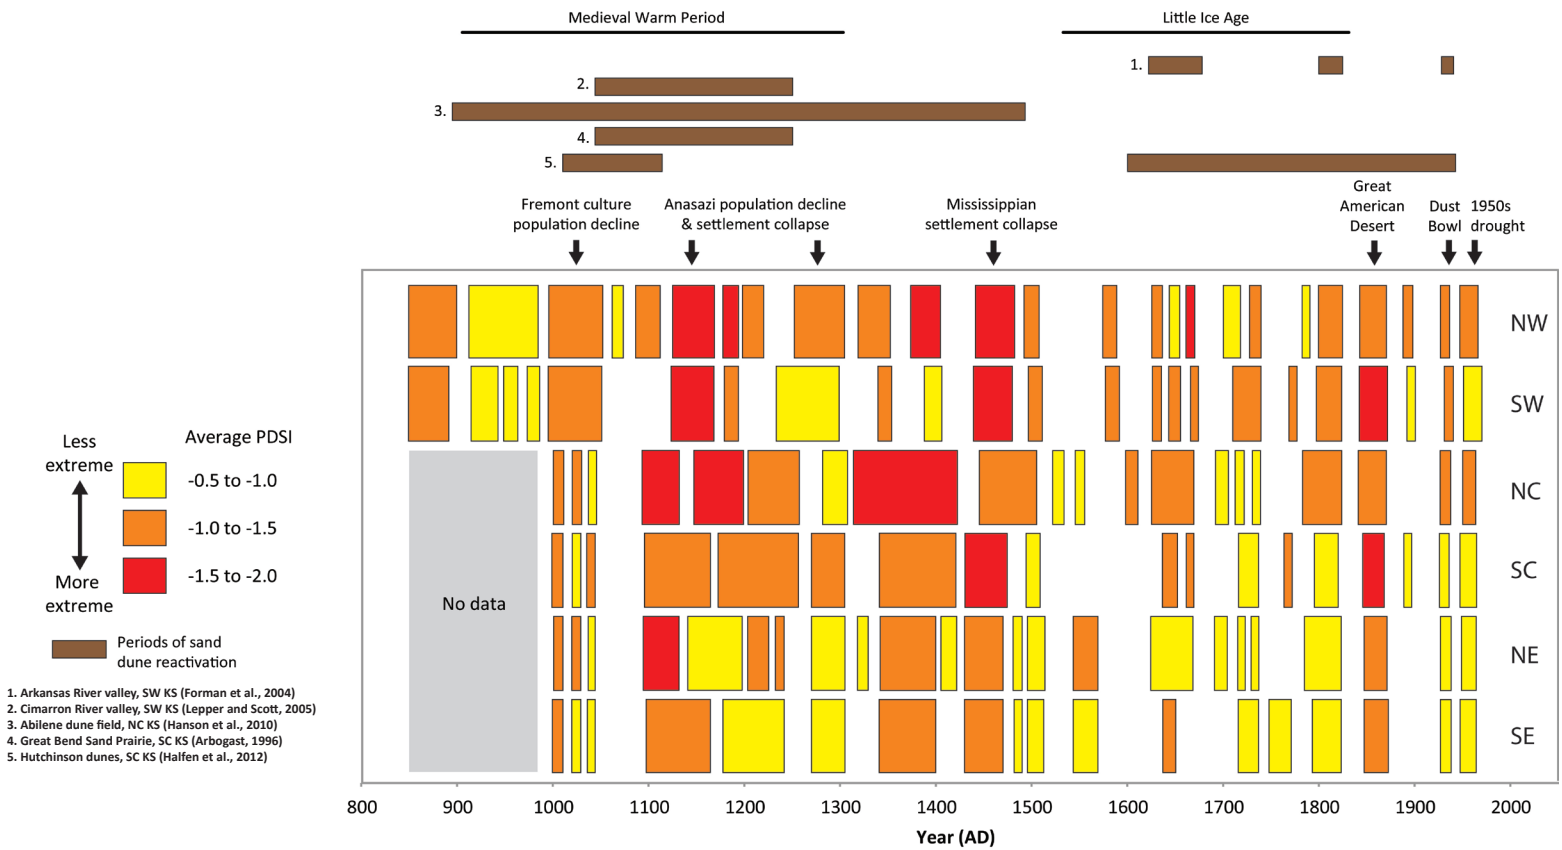 Medieval Warm Period
Little Ice Age
1.
2.
3.
4.
5.
Fremont culture
population decline
Anasazi population decline
& settlement collapse
Mississippian
settlement collapse
Great
American
Desert
Dust
Bowl
1950s
drought
NW
SW
NC
SC
NE
SE
No data
Less
extreme
More
extreme
Average PDSI
-0.5 to -1.0
-1.0 to -1.5
-1.5 to -2.0
Periods of sand
dune reactivation
1. Arkansas River valley, SW KS (Forman et al., 2004)
2. Cimarron River valley, SW KS (Lepper and Scott, 2005)
3. Abilene dune field, NC KS (Hanson et al., 2010)
4. Great Bend Sand Prairie, SC KS (Arbogast, 1996)
5. Hutchinson dunes, SC KS (Halfen et al., 2012)
800 900 1000 1100 1200 1300 1400 1500 1600 1700 1800 1900 2000
Year (AD)